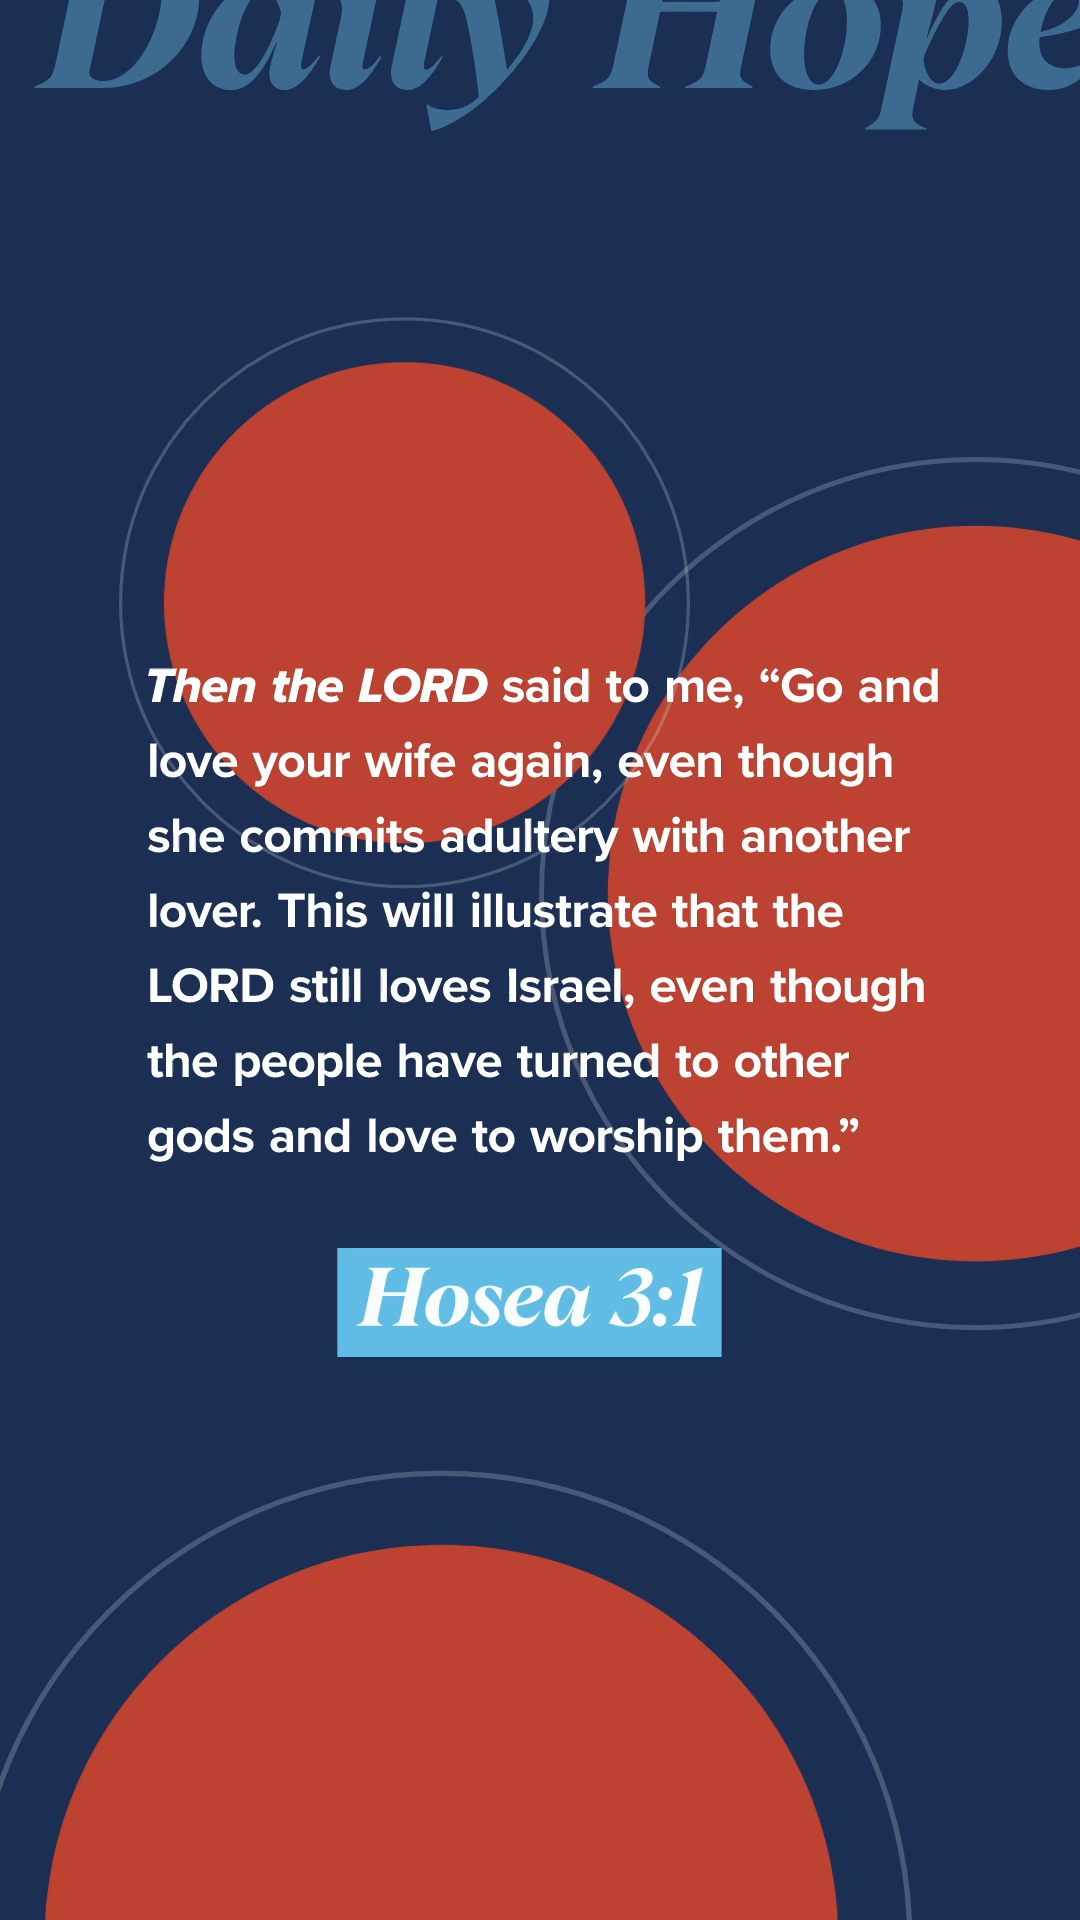 Daily Hope
Then the LORD said to me, “Go and
love your wife again, even though
she commits adultery with another
lover. This will illustrate that the
LORD still loves Israel, even though
the people have turned to other
gods and love to worship them.”
Hosea 3:1